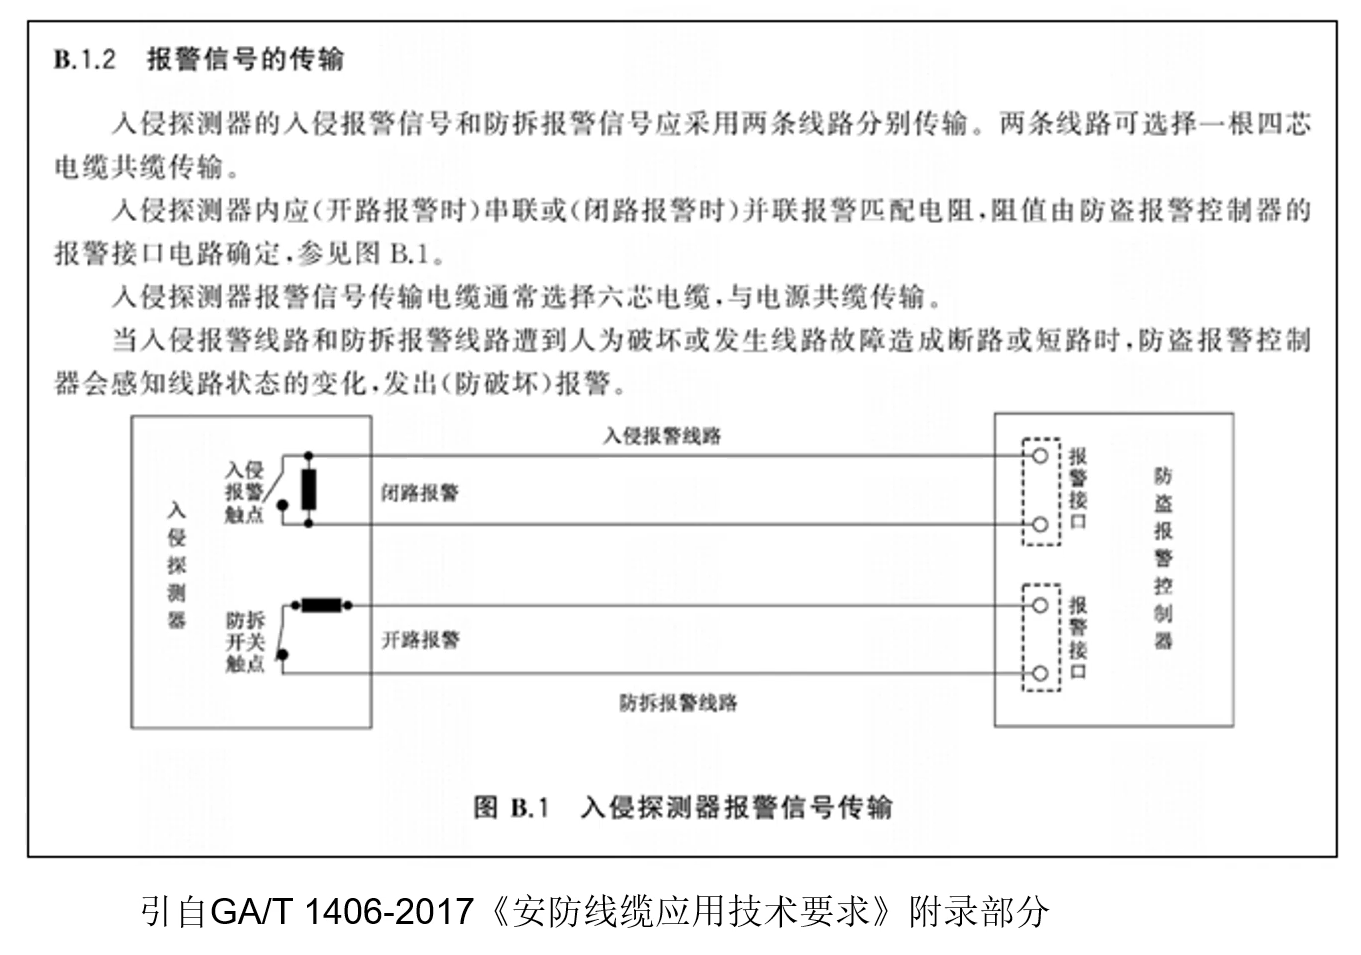 B.1.2 报警信号的传输
入侵探测器的入侵报警信号和防拆报警信号应采用两条线路分别传输。两条线路可选择一根四芯
电缆共缆传输。
入侵探测器内应(开路报警时)串联或(闭路报警时)并联报警匹配电阻,阻值由防盗报警控制器的
报警接口电路确定,参见图 B.1。
入侵探测器报警信号传输电缆通常选择六芯电缆,与电源共缆传输。
当入侵报警线路和防拆报警线路遭到人为破坏或发生线路故障造成断路或短路时,防盗报警控制
器会感知线路状态的变化,发出(防破坏)报警。
入侵探测器
入侵
报警
触点
闭路报警
入侵报警线路
报警接口
防盗报警控制器
防拆
开关
触点
开路报警
防拆报警线路
报警接口
图 B.1 入侵探测器报警信号传输
引自GA/T 1406-2017《安防线缆应用技术要求》附录部分